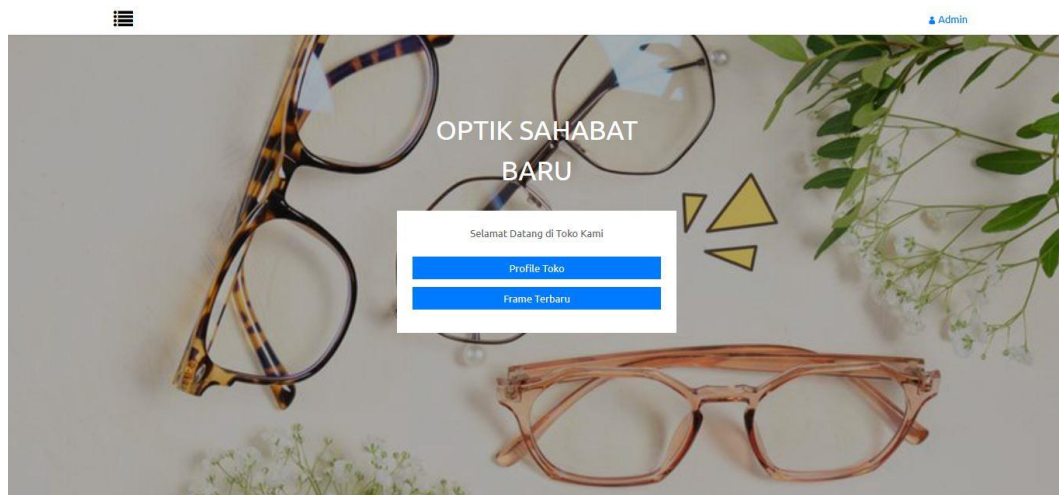 Admin
OPTIK SAHABAT
BARU
Selamat Datang di Toko Kami
Profile Toko
Frame Terbaru